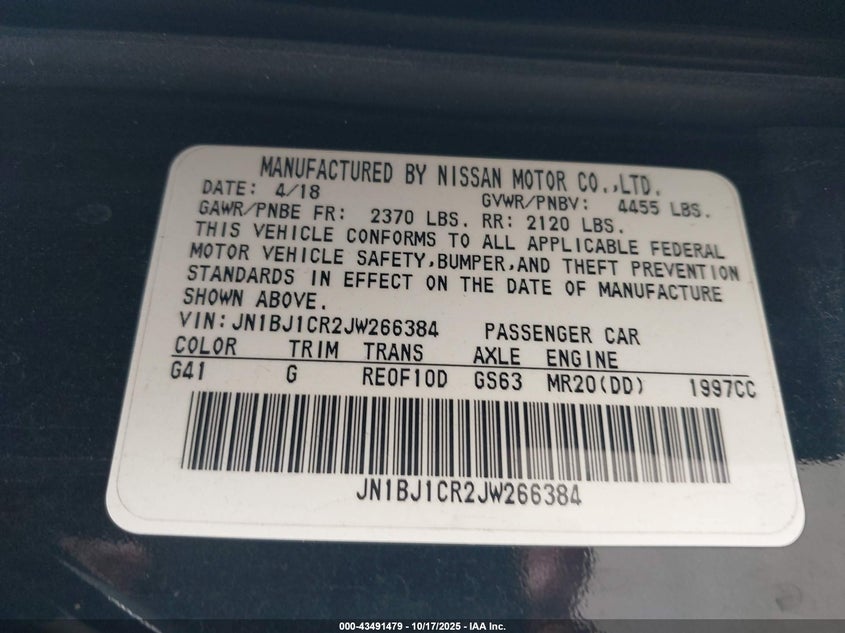 MANUFACTURED BY NISSAN MOTOR CO.,LTD.
DATE: 4/18 GVWR/PNBV: 4455 LBS.
GAWR/PNBE FR: 2370 LBS. RR: 2120 LBS.
THIS VEHICLE CONFORMS TO ALL APPLICABLE FEDERAL
MOTOR VEHICLE SAFETY,BUMPER,AND THEFT PREVENTION
STANDARDS IN EFFECT ON THE DATE OF MANUFACTURE
SHOWN ABOVE.
VIN: JN1BJ1CR2JW266384 PASSENGER CAR
COLOR TRIM TRANS AXLE ENGINE
G41 G RE0F10D GS63 MR20(DD) 1997CC
JN1BJ1CR2JW266384
000-43491479 | 10/17/2025 - IAA Inc.